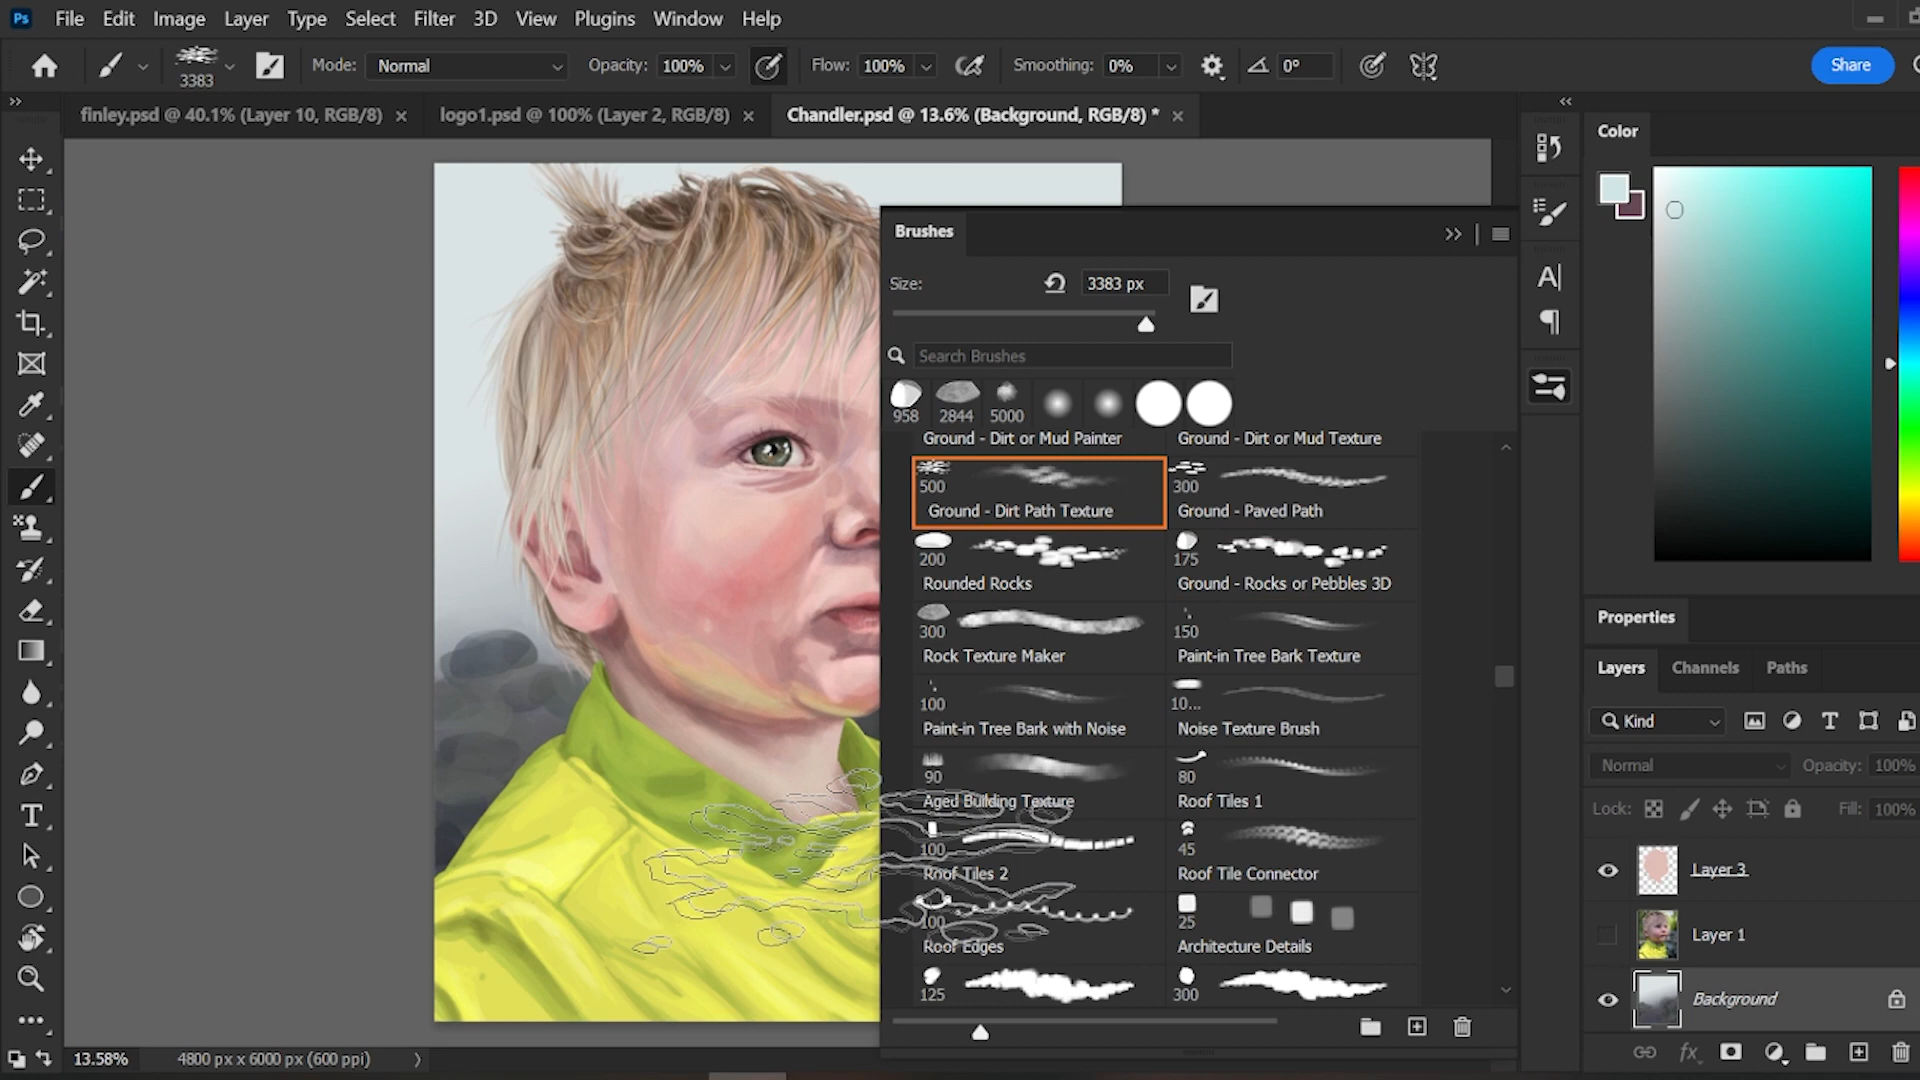 Ps File Edit Image Layer Type Select Filter 3D View Plugins Window Help
3383 Mode: Normal Opacity: 100% Flow: 100% Smoothing: 0% 0° Share
finley.psd @ 40.1% (Layer 10, RGB/8) × logo1.psd @ 100% (Layer 2, RGB/8) × Chandler.psd @ 13.6% (Background, RGB/8) * ×
Color
Brushes
Size: 3383 px
Search Brushes
958 2844 5000
Ground - Dirt or Mud Painter Ground - Dirt or Mud Texture
500 300
Ground - Dirt Path Texture Ground - Paved Path
200 175
Rounded Rocks Ground - Rocks or Pebbles 3D
300 150
Rock Texture Maker Paint-in Tree Bark Texture
100 10...
Paint-in Tree Bark with Noise Noise Texture Brush
90 80
Aged Building Texture Roof Tiles 1
100 45
Roof Tiles 2 Roof Tile Connector
100 25
Roof Edges Architecture Details
125 300
Properties
Layers Channels Paths
Kind
Normal Opacity: 100%
Lock: Fill: 100%
Layer 3
Layer 1
Background
fx
13.58% 4800 px x 6000 px (600 ppi)